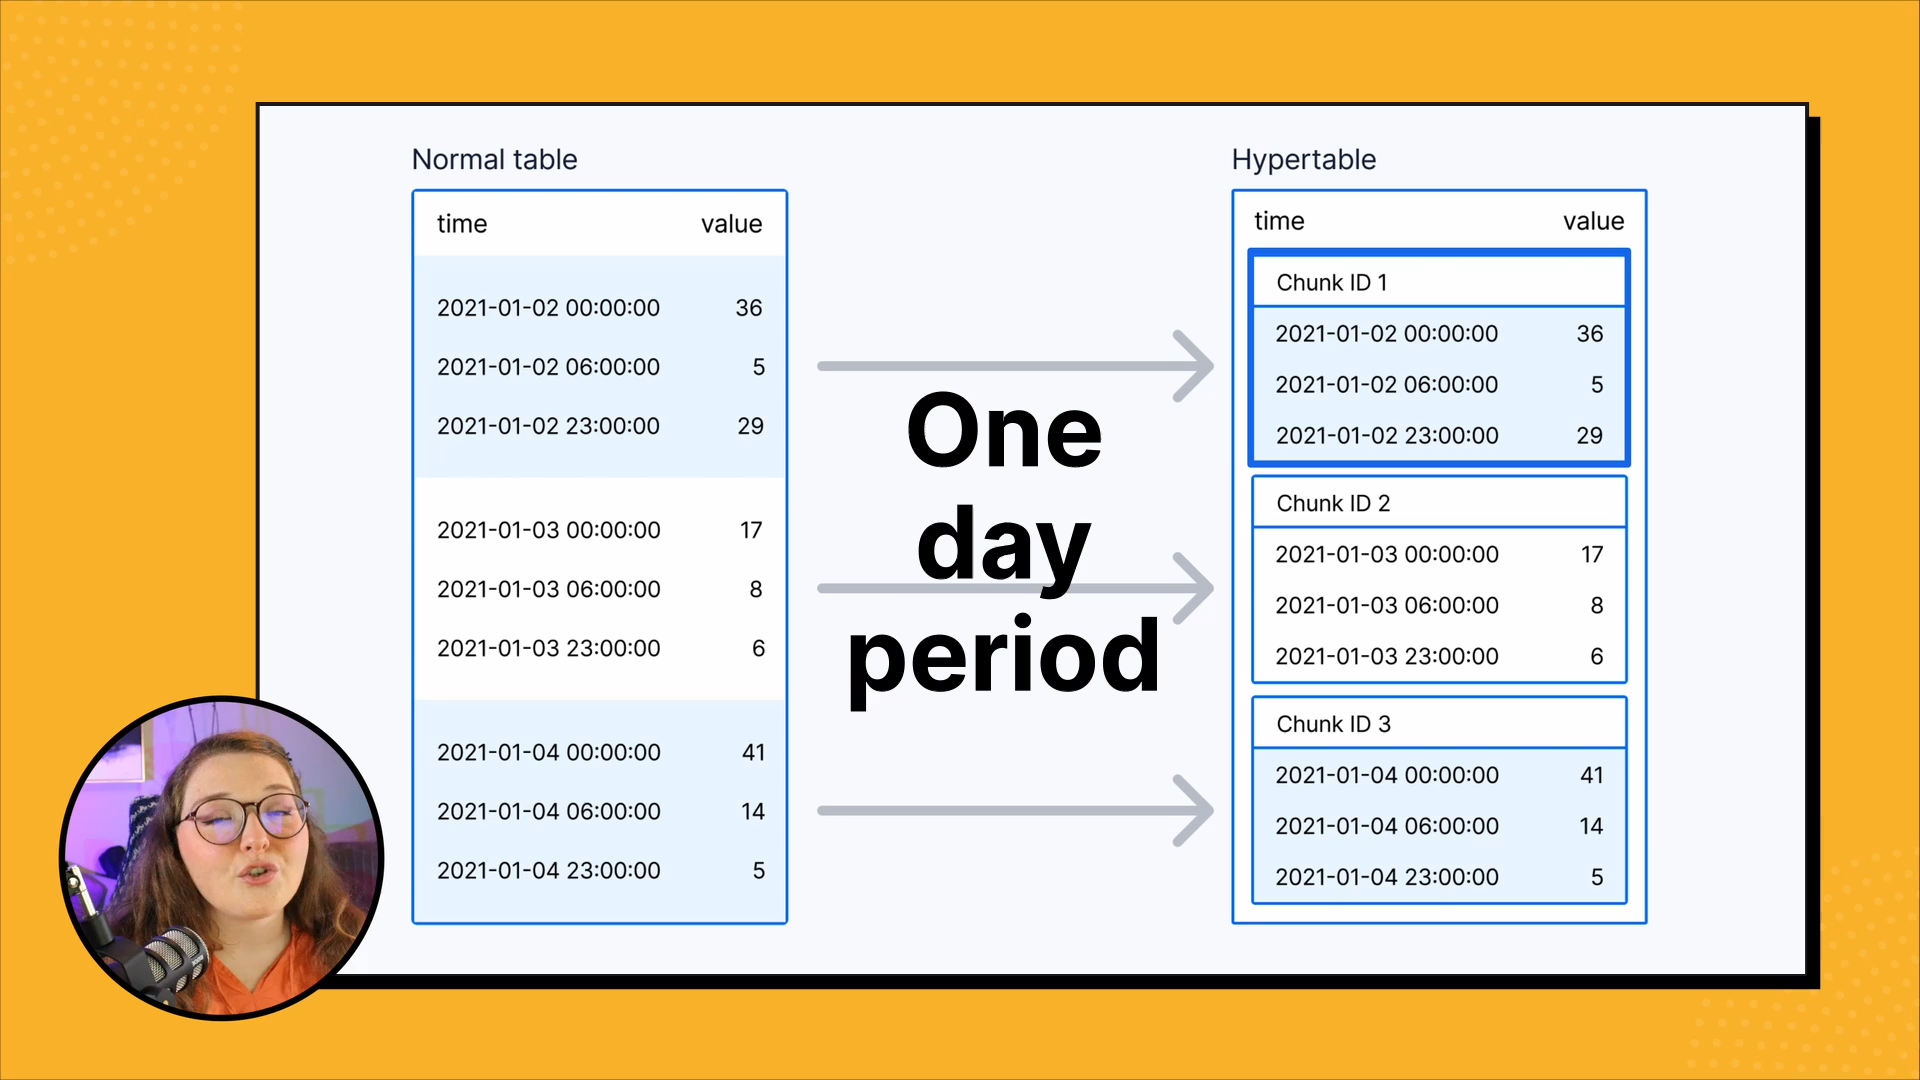 Normal table
time value
2021-01-02 00:00:00 36
2021-01-02 06:00:00 5
2021-01-02 23:00:00 29
2021-01-03 00:00:00 17
2021-01-03 06:00:00 8
2021-01-03 23:00:00 6
2021-01-04 00:00:00 41
2021-01-04 06:00:00 14
2021-01-04 23:00:00 5
One
day
period
Hypertable
time value
Chunk ID 1
2021-01-02 00:00:00 36
2021-01-02 06:00:00 5
2021-01-02 23:00:00 29
Chunk ID 2
2021-01-03 00:00:00 17
2021-01-03 06:00:00 8
2021-01-03 23:00:00 6
Chunk ID 3
2021-01-04 00:00:00 41
2021-01-04 06:00:00 14
2021-01-04 23:00:00 5